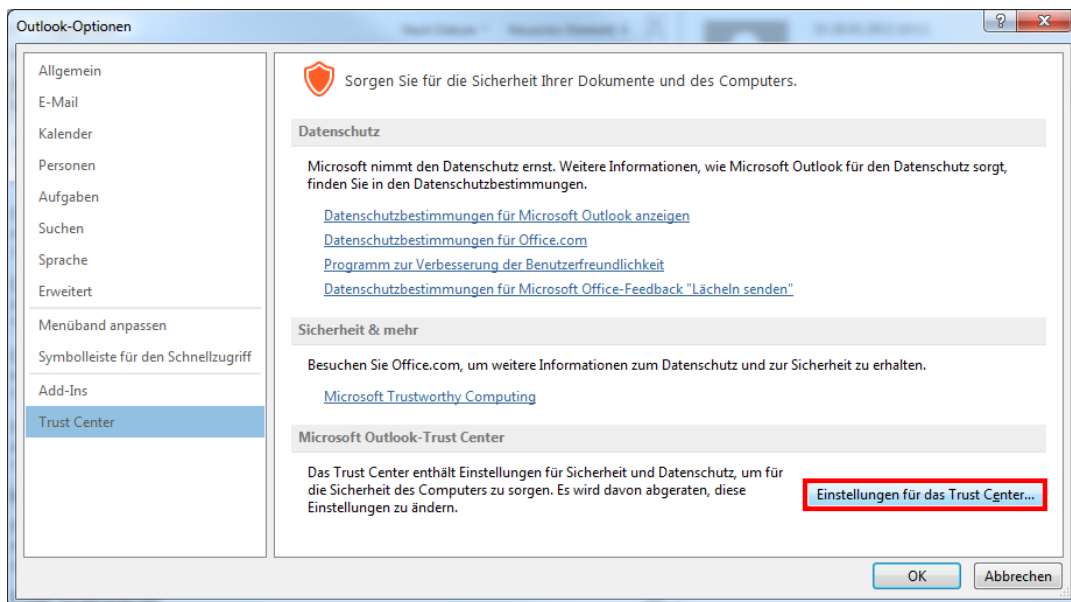 Outlook-Optionen
Allgemein
E-Mail
Kalender
Personen
Aufgaben
Suchen
Sprache
Erweitert
Menüband anpassen
Symbolleiste für den Schnellzugriff
Add-Ins
Trust Center
Sorgen Sie für die Sicherheit Ihrer Dokumente und des Computers.
Datenschutz
Microsoft nimmt den Datenschutz ernst. Weitere Informationen, wie Microsoft Outlook für den Datenschutz sorgt,
finden Sie in den Datenschutzbestimmungen.
Datenschutzbestimmungen für Microsoft Outlook anzeigen
Datenschutzbestimmungen für Office.com
Programm zur Verbesserung der Benutzerfreundlichkeit
Datenschutzbestimmungen für Microsoft Office-Feedback "Lächeln senden"
Sicherheit & mehr
Besuchen Sie Office.com, um weitere Informationen zum Datenschutz und zur Sicherheit zu erhalten.
Microsoft Trustworthy Computing
Microsoft Outlook-Trust Center
Das Trust Center enthält Einstellungen für Sicherheit und Datenschutz, um für
die Sicherheit des Computers zu sorgen. Es wird davon abgeraten, diese
Einstellungen zu ändern.
Einstellungen für das Trust Center...
OK
Abbrechen